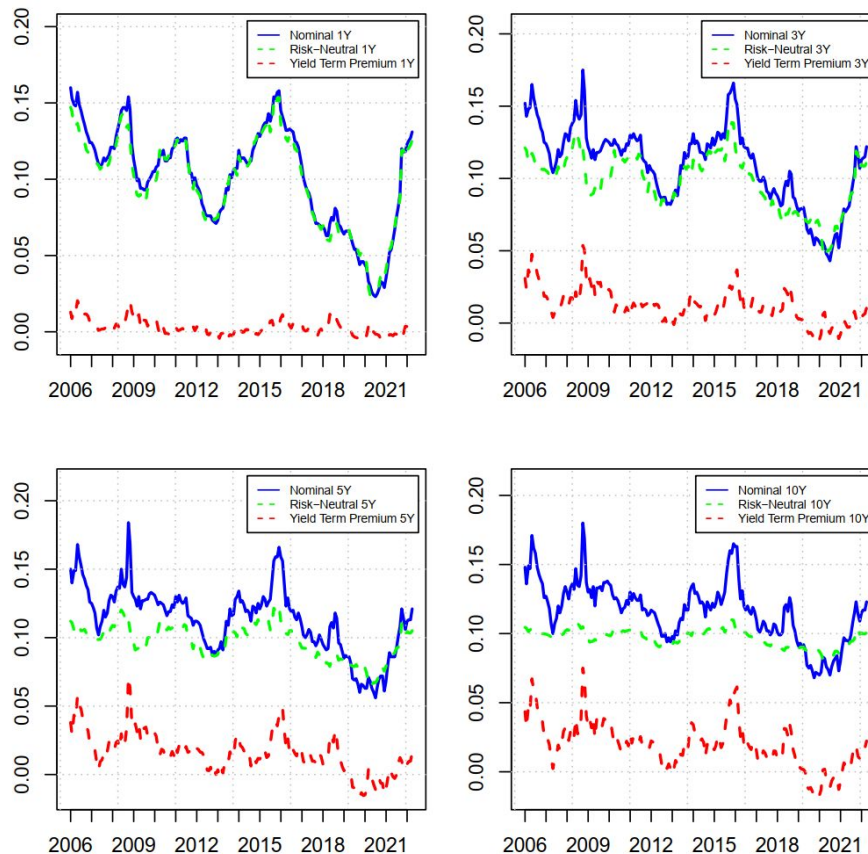 Nominal 1Y
Risk−Neutral 1Y
Yield Term Premium 1Y
0.20
0.15
0.10
0.05
0.00
2006 2009 2012 2015 2018 2021
Nominal 3Y
Risk−Neutral 3Y
Yield Term Premium 3Y
0.20
0.15
0.10
0.05
0.00
2006 2009 2012 2015 2018 2021
Nominal 5Y
Risk−Neutral 5Y
Yield Term Premium 5Y
0.20
0.15
0.10
0.05
0.00
2006 2009 2012 2015 2018 2021
Nominal 10Y
Risk−Neutral 10Y
Yield Term Premium 10Y
0.20
0.15
0.10
0.05
0.00
2006 2009 2012 2015 2018 2021